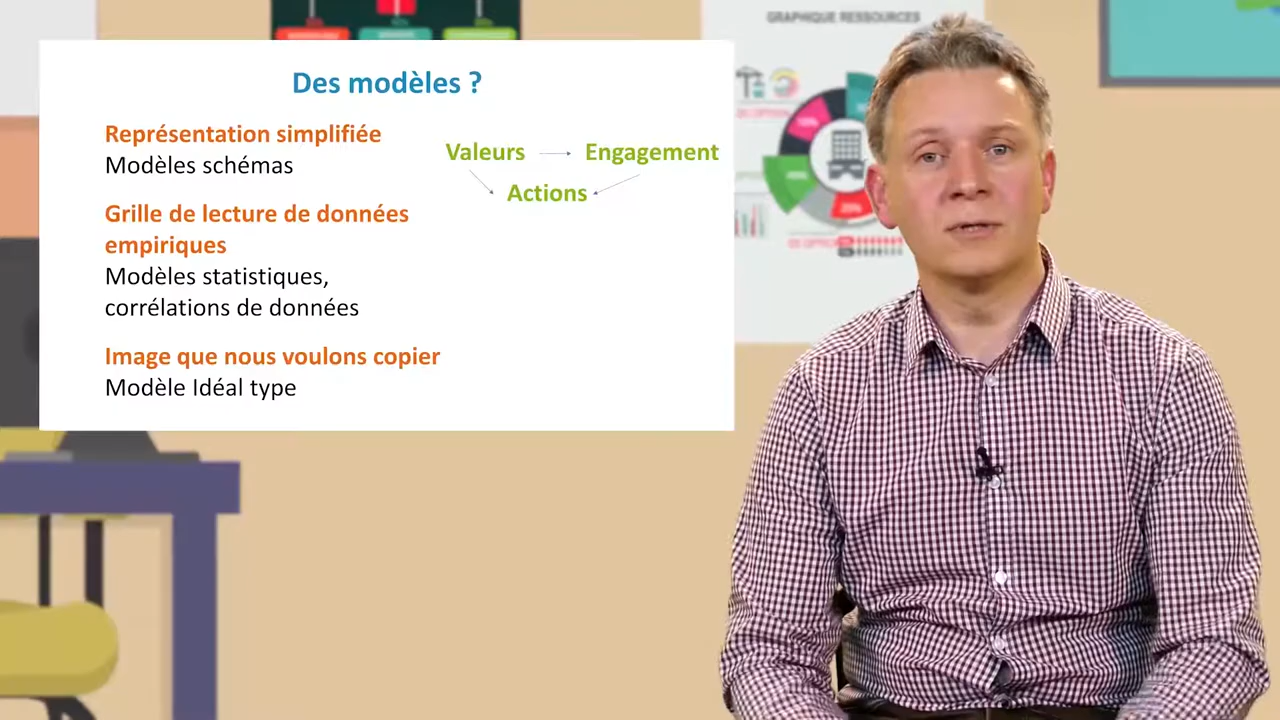 Des modèles ?
Représentation simplifiée
Modèles schémas
Valeurs
Engagement
Actions
Grille de lecture de données
empiriques
Modèles statistiques,
corrélations de données
Image que nous voulons copier
Modèle Idéal type
GRAPHIQUE RESSOURCES